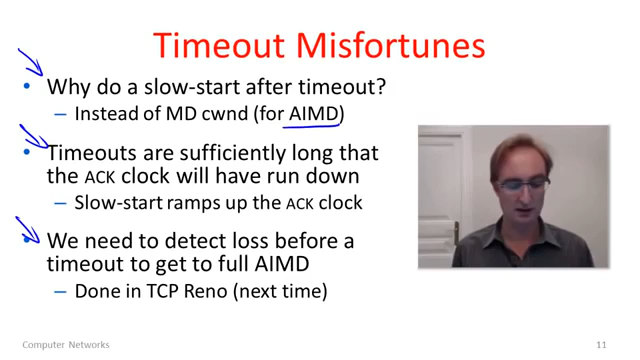 Timeout Misfortunes
• Why do a slow-start after timeout?
– Instead of MD cwnd (for AIMD)
• Timeouts are sufficiently long that
the ACK clock will have run down
– Slow-start ramps up the ACK clock
• We need to detect loss before a
timeout to get to full AIMD
– Done in TCP Reno (next time)
Computer Networks
11